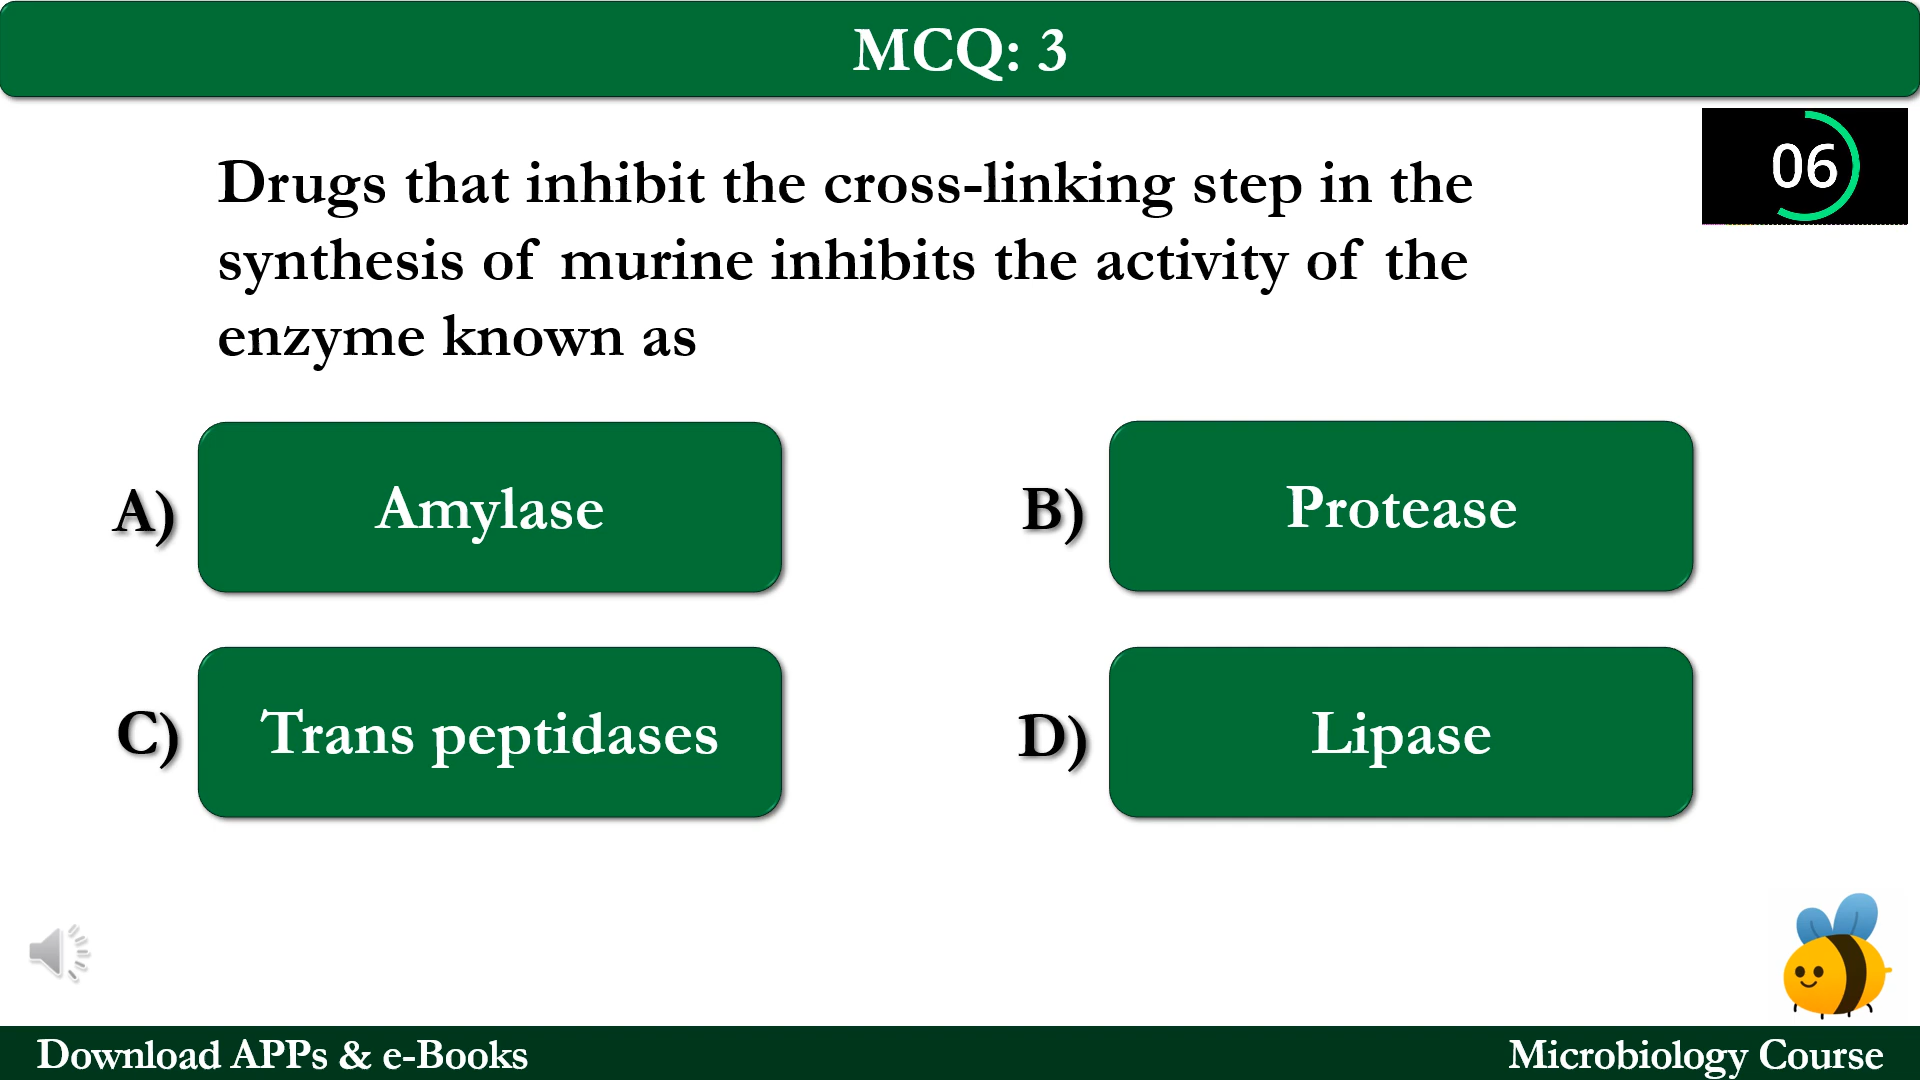 MCQ: 3
06
Drugs that inhibit the cross-linking step in the
synthesis of murine inhibits the activity of the
enzyme known as
A) Amylase
B) Protease
C) Trans peptidases
D) Lipase
Download APPs & e-Books
Microbiology Course